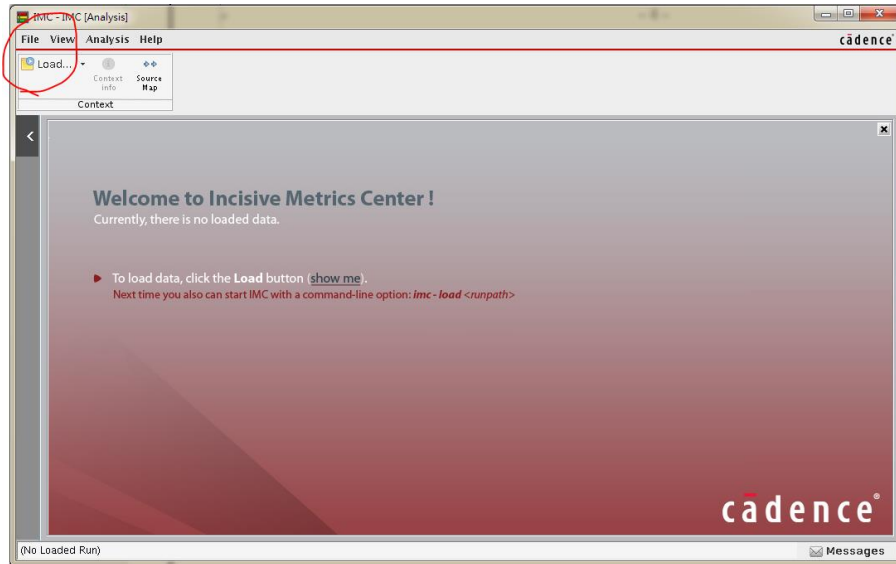 IMC - IMC [Analysis]
File View Analysis Help
cādence
Load...
Context info
Source Map
Context
Welcome to Incisive Metrics Center !
Currently, there is no loaded data.
To load data, click the Load button (show me).
Next time you also can start IMC with a command-line option: imc - load <runpath>
cādence®
(No Loaded Run)
Messages